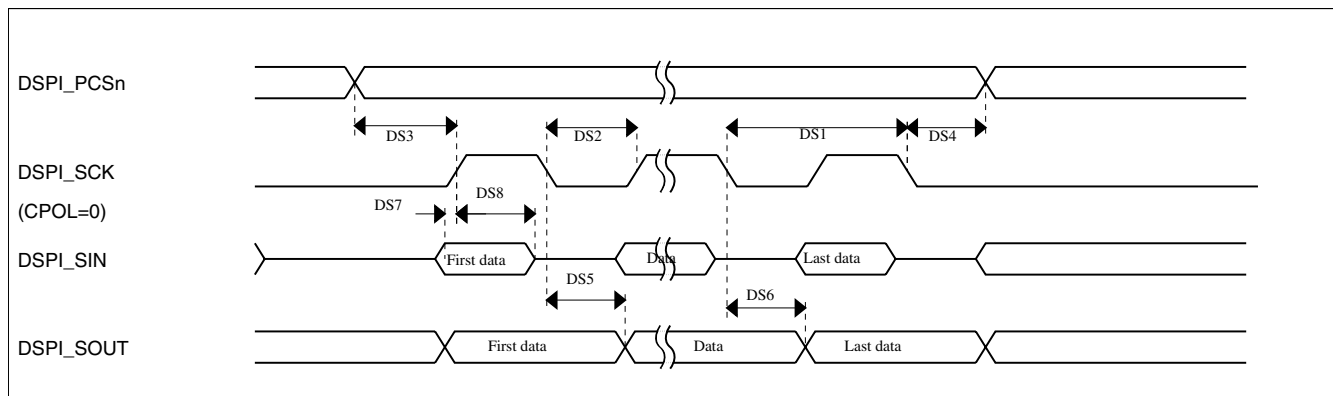 DSPI_PCSn
DS3
DS2
DS1
DS4
DSPI_SCK
(CPOL=0)
DS7
DS8
DSPI_SIN
First data
Data
Last data
DS5
DS6
DSPI_SOUT
First data
Data
Last data